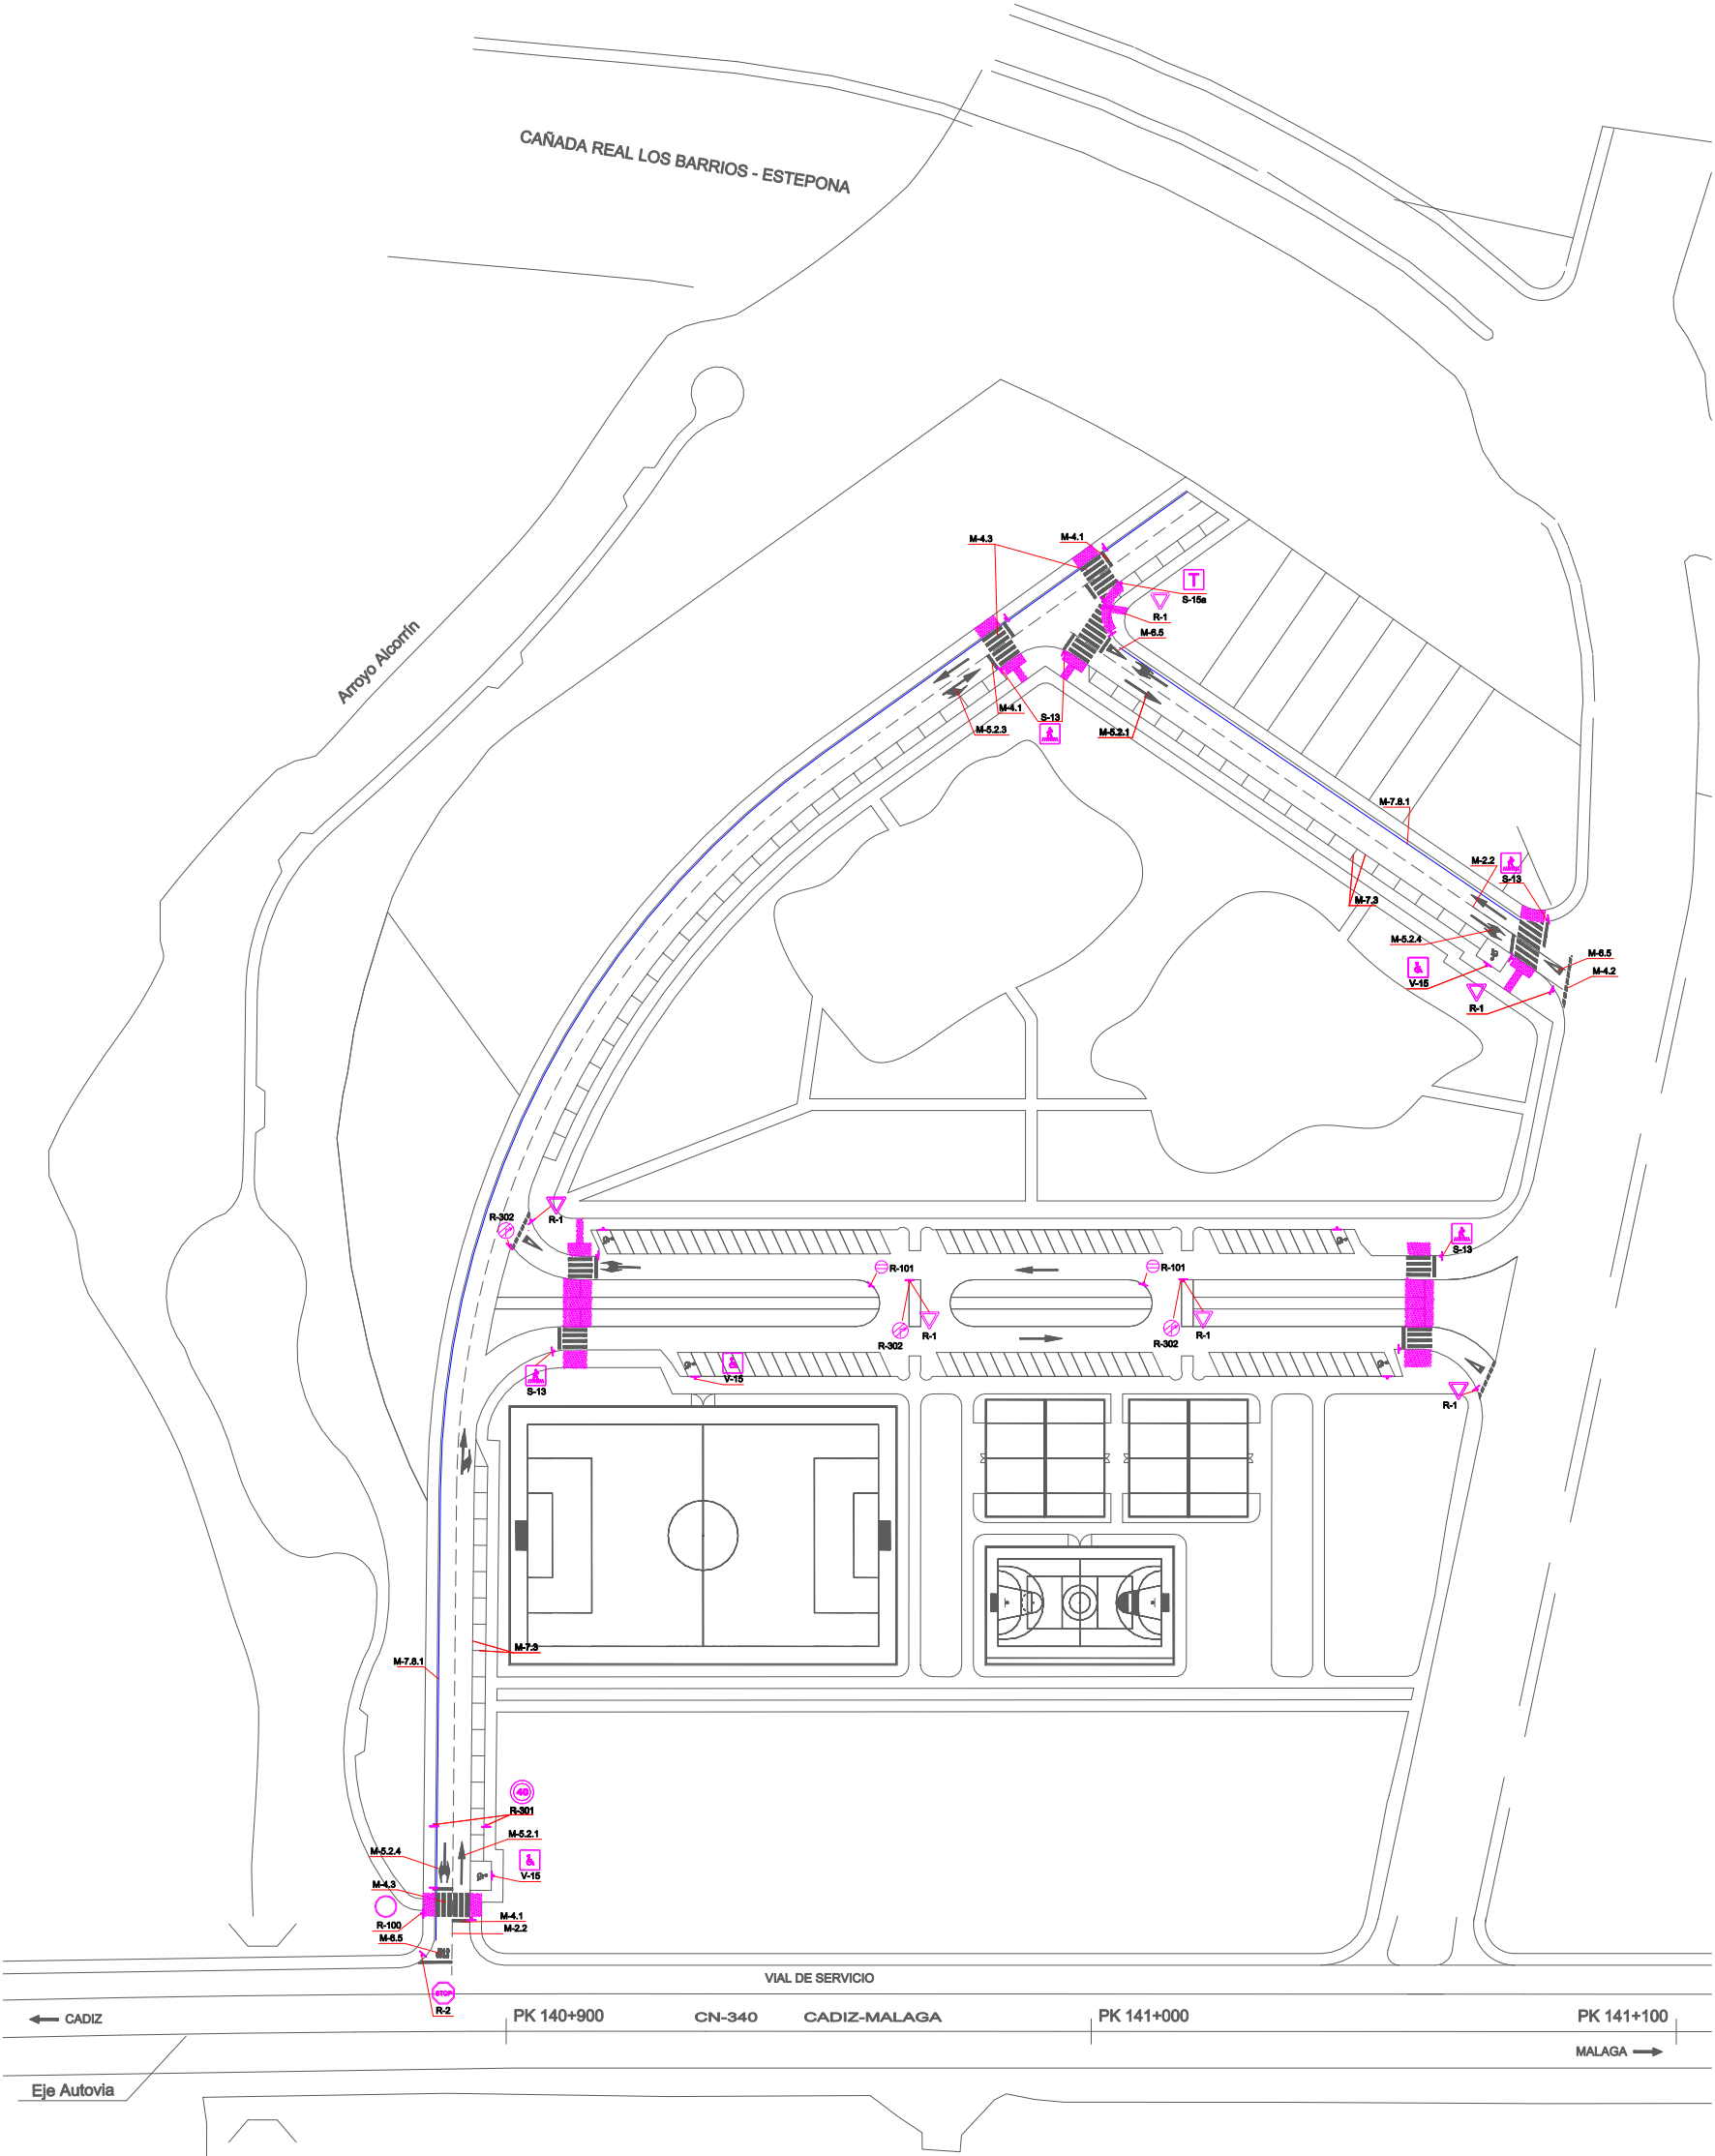 CAÑADA REAL LOS BARRIOS - ESTEPONA
Arroyo Alcorrín
M-4.3
M-4.1
T
S-15a
R-1
M-6.5
M-4.1
S-13
M-5.2.3
M-5.2.1
M-7.8.1
M-2.2
S-13
M-7.3
M-5.2.4
M-6.5
M-4.2
V-15
R-1
R-302
R-1
S-13
R-101
R-101
R-302
R-1
R-302
R-1
V-15
S-13
R-1
M-7.3
M-7.8.1
40
R-301
M-5.2.1
M-5.2.4
V-15
M-4.3
M-4.1
R-100
M-2.2
M-6.5
STOP
R-2
VIAL DE SERVICIO
CADIZ
PK 140+900
CN-340
CADIZ-MALAGA
PK 141+000
PK 141+100
MALAGA
Eje Autovia